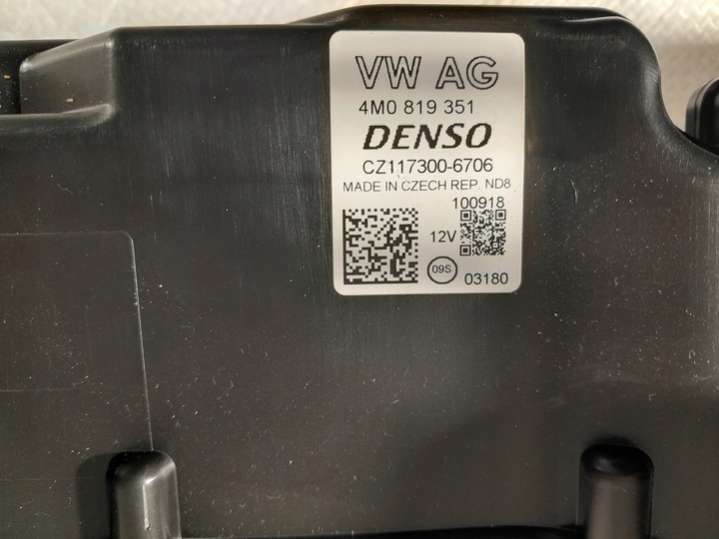 VW AG
4M0 819 351
DENSO
CZ117300-6706
MADE IN CZECH REP. ND8
100918
12V
09S
03180